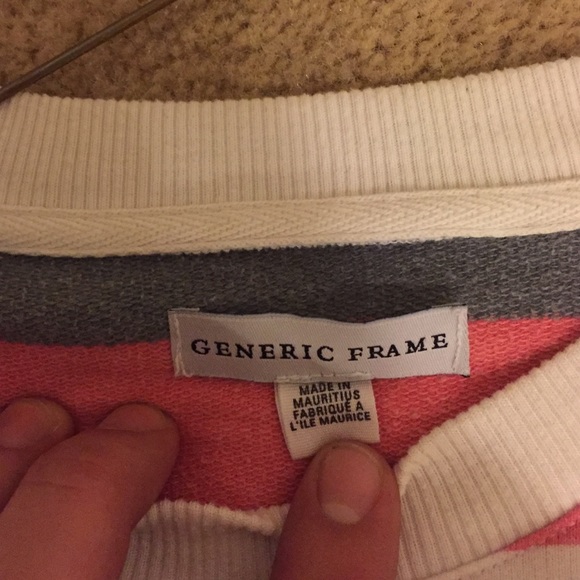 GENERIC FRAME
MADE IN
MAURITIUS
FABRIQUÉ A
L'ILE MAURICE